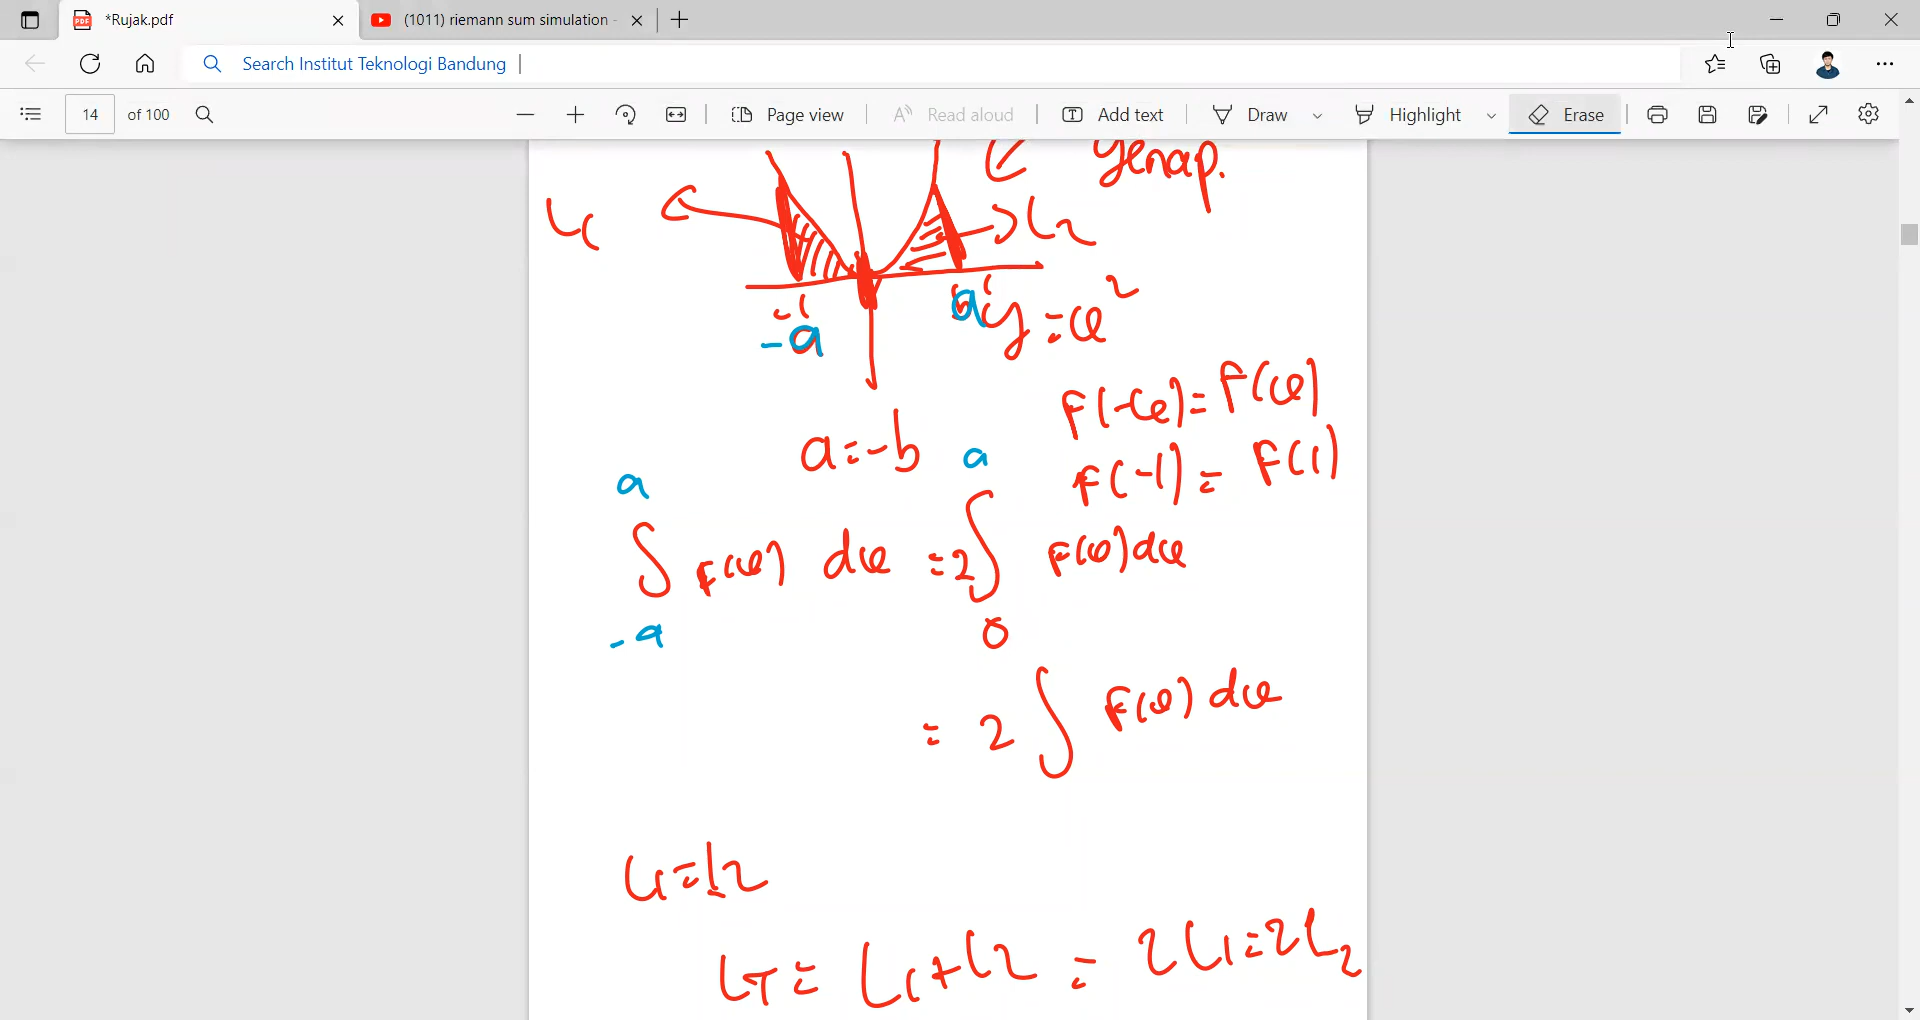 *Rujak.pdf
(1011) riemann sum simulation -
Search Institut Teknologi Bandung
14 of 100
Page view
Read aloud
Add text
Draw
Highlight
Erase
genap.
L1
L2
-a
a
y = x²
f(-x) = f(x)
a = -b
f(-1) = f(1)
a a
∫ f(x) dx = 2∫ f(x) dx
-a 0
= 2 ∫ f(x) dx
L1 = L2
LT = L1 + L2 = 2L1 = 2L2